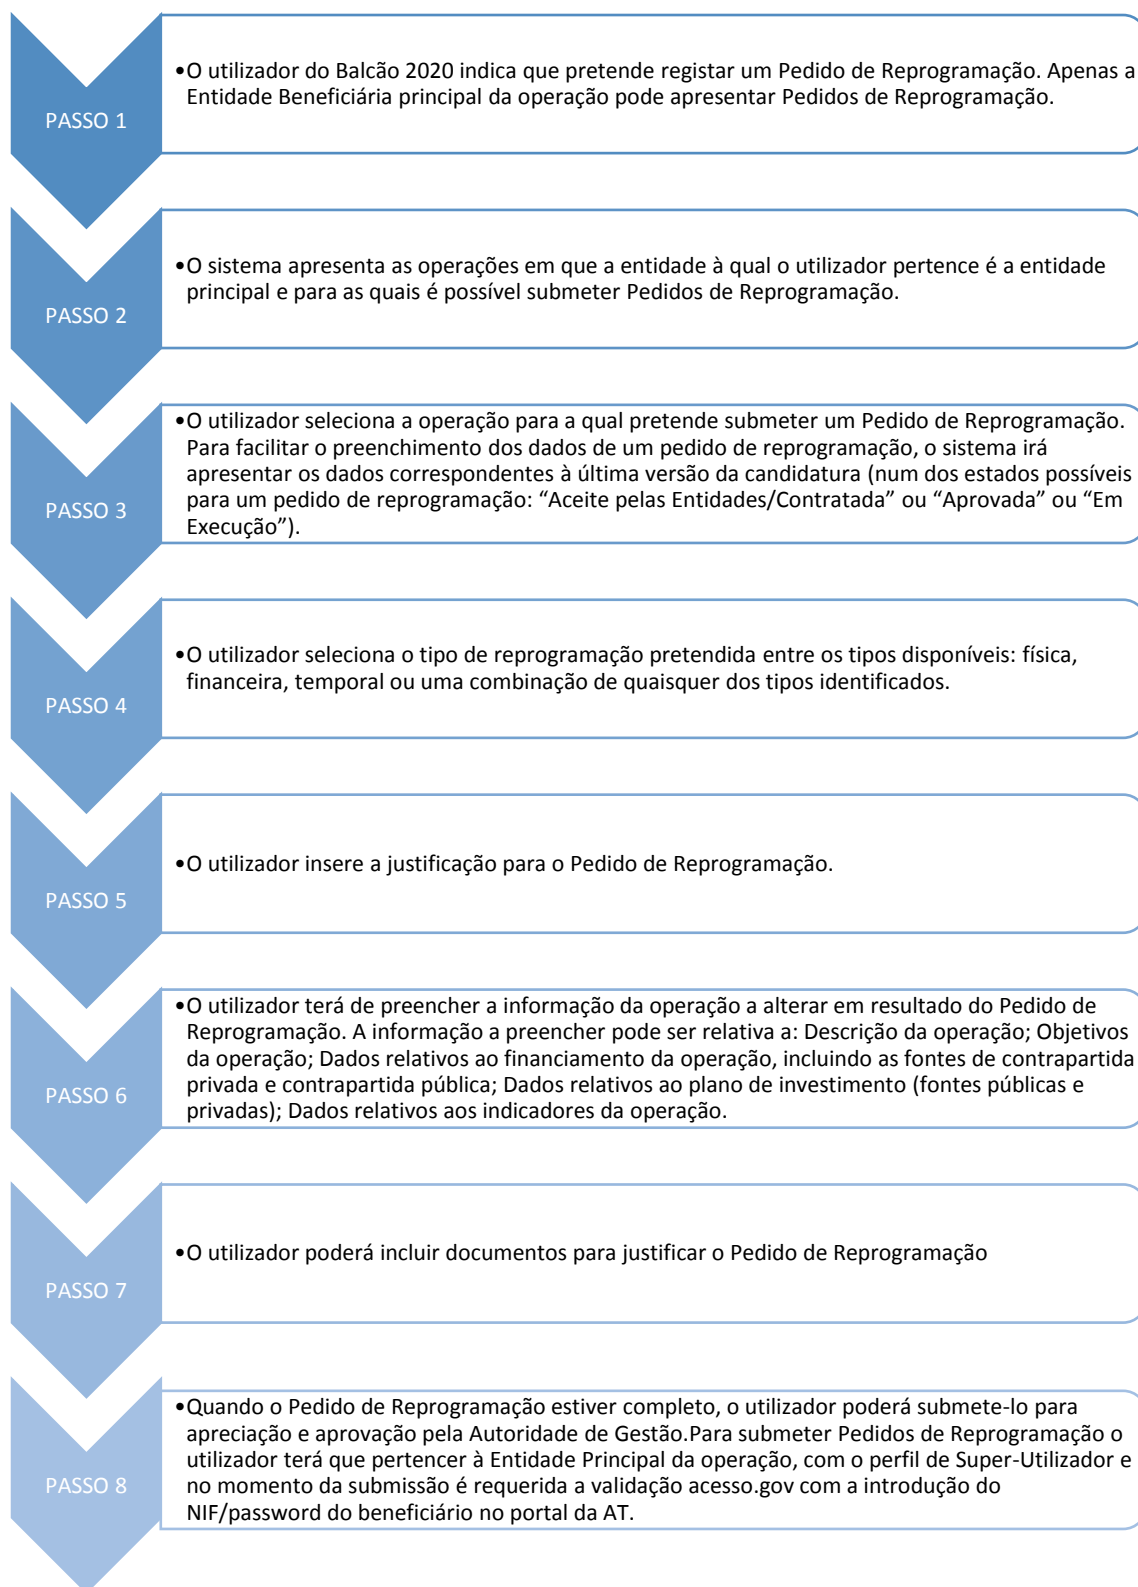 PASSO 1
•O utilizador do Balcão 2020 indica que pretende registar um Pedido de Reprogramação. Apenas a
Entidade Beneficiária principal da operação pode apresentar Pedidos de Reprogramação.
PASSO 2
•O sistema apresenta as operações em que a entidade à qual o utilizador pertence é a entidade
principal e para as quais é possível submeter Pedidos de Reprogramação.
PASSO 3
•O utilizador seleciona a operação para a qual pretende submeter um Pedido de Reprogramação.
Para facilitar o preenchimento dos dados de um pedido de reprogramação, o sistema irá
apresentar os dados correspondentes à última versão da candidatura (num dos estados possíveis
para um pedido de reprogramação: “Aceite pelas Entidades/Contratada” ou “Aprovada” ou “Em
Execução”).
PASSO 4
•O utilizador seleciona o tipo de reprogramação pretendida entre os tipos disponíveis: física,
financeira, temporal ou uma combinação de quaisquer dos tipos identificados.
PASSO 5
•O utilizador insere a justificação para o Pedido de Reprogramação.
PASSO 6
•O utilizador terá de preencher a informação da operação a alterar em resultado do Pedido de
Reprogramação. A informação a preencher pode ser relativa a: Descrição da operação; Objetivos
da operação; Dados relativos ao financiamento da operação, incluindo as fontes de contrapartida
privada e contrapartida pública; Dados relativos ao plano de investimento (fontes públicas e
privadas); Dados relativos aos indicadores da operação.
PASSO 7
•O utilizador poderá incluir documentos para justificar o Pedido de Reprogramação
PASSO 8
•Quando o Pedido de Reprogramação estiver completo, o utilizador poderá submete-lo para
apreciação e aprovação pela Autoridade de Gestão.Para submeter Pedidos de Reprogramação o
utilizador terá que pertencer à Entidade Principal da operação, com o perfil de Super-Utilizador e
no momento da submissão é requerida a validação acesso.gov com a introdução do
NIF/password do beneficiário no portal da AT.